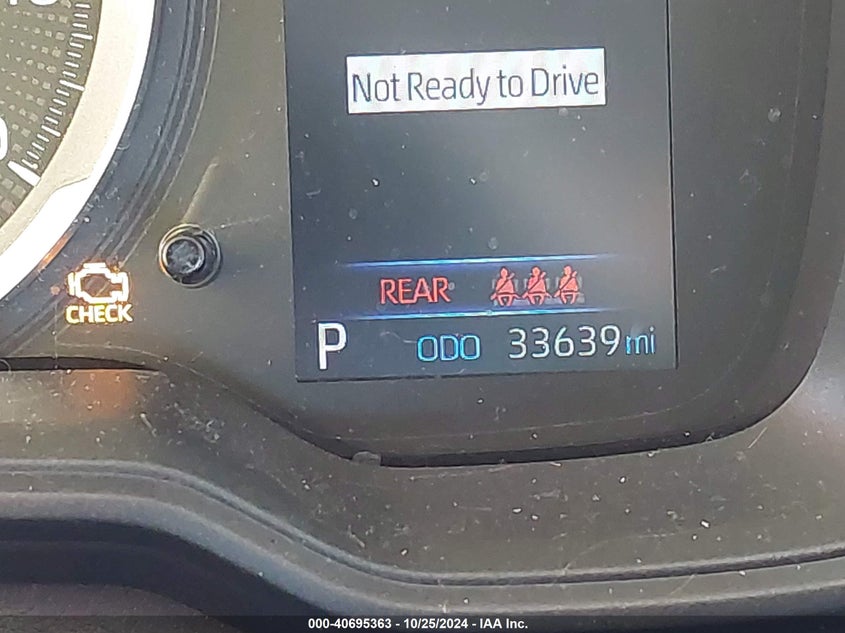 Not Ready to Drive
REAR
CHECK
P ODO 33639 mi
000-40695363 - 10/25/2024 - IAA Inc.